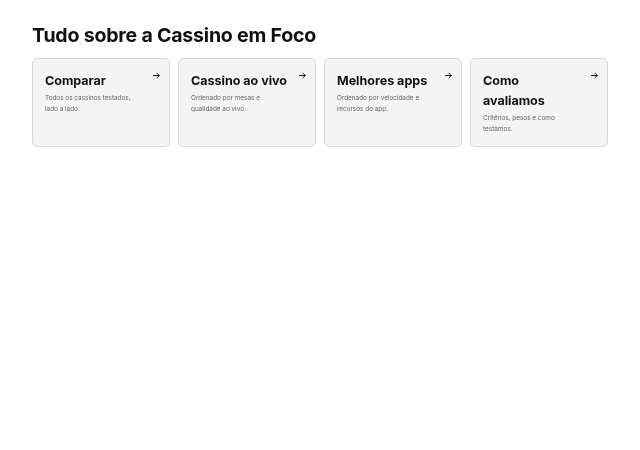 Tudo sobre a Cassino em Foco
Comparar →
Todos os cassinos testados,
lado a lado.
Cassino ao vivo →
Ordenado por mesas e
qualidade ao vivo.
Melhores apps →
Ordenado por velocidade e
recursos do app.
Como →
avaliamos
Critérios, pesos e como
testamos.